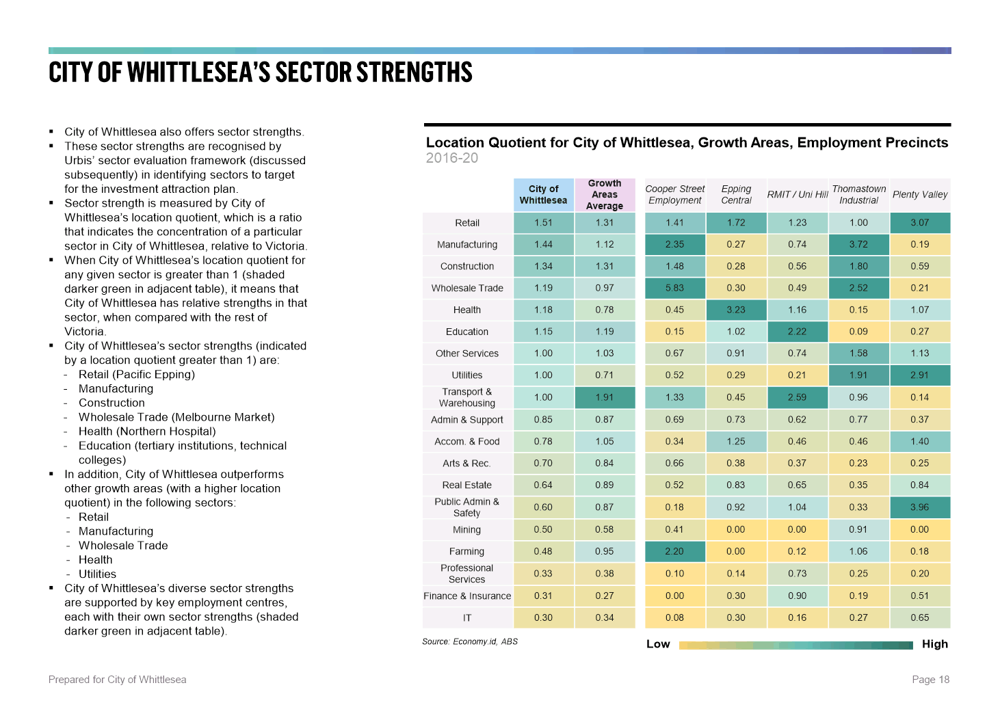 CITY OF WHITTLESEA'S SECTOR STRENGTHS
▪ City of Whittlesea also offers sector strengths.
▪ These sector strengths are recognised by
Urbis' sector evaluation framework (discussed
subsequently) in identifying sectors to target
for the investment attraction plan.
▪ Sector strength is measured by City of
Whittlesea's location quotient, which is a ratio
that indicates the concentration of a particular
sector in City of Whittlesea, relative to Victoria.
▪ When City of Whittlesea's location quotient for
any given sector is greater than 1 (shaded
darker green in adjacent table), it means that
City of Whittlesea has relative strengths in that
sector, when compared with the rest of
Victoria.
▪ City of Whittlesea's sector strengths (indicated
by a location quotient greater than 1) are:
- Retail (Pacific Epping)
- Manufacturing
- Construction
- Wholesale Trade (Melbourne Market)
- Health (Northern Hospital)
- Education (tertiary institutions, technical
colleges)
▪ In addition, City of Whittlesea outperforms
other growth areas (with a higher location
quotient) in the following sectors:
- Retail
- Manufacturing
- Wholesale Trade
- Health
- Utilities
▪ City of Whittlesea's diverse sector strengths
are supported by key employment centres,
each with their own sector strengths (shaded
darker green in adjacent table).
Location Quotient for City of Whittlesea, Growth Areas, Employment Precincts
2016-20
City of Whittlesea Growth Areas Average Cooper Street Employment Epping Central RMIT / Uni Hill Thomastown Industrial Plenty Valley
Retail 1.51 1.31 1.41 1.72 1.23 1.00 3.07
Manufacturing 1.44 1.12 2.35 0.27 0.74 3.72 0.19
Construction 1.34 1.31 1.48 0.28 0.56 1.80 0.59
Wholesale Trade 1.19 0.97 5.83 0.30 0.49 2.52 0.21
Health 1.18 0.78 0.45 3.23 1.16 0.15 1.07
Education 1.15 1.19 0.15 1.02 2.22 0.09 0.27
Other Services 1.00 1.03 0.67 0.91 0.74 1.58 1.13
Utilities 1.00 0.71 0.52 0.29 0.21 1.91 2.91
Transport & Warehousing 1.00 1.91 1.33 0.45 2.59 0.96 0.14
Admin & Support 0.85 0.87 0.69 0.73 0.62 0.77 0.37
Accom. & Food 0.78 1.05 0.34 1.25 0.46 0.46 1.40
Arts & Rec. 0.70 0.84 0.66 0.38 0.37 0.23 0.25
Real Estate 0.64 0.89 0.52 0.83 0.65 0.35 0.84
Public Admin & Safety 0.60 0.87 0.18 0.92 1.04 0.33 3.96
Mining 0.50 0.58 0.41 0.00 0.00 0.91 0.00
Farming 0.48 0.95 2.20 0.00 0.12 1.06 0.18
Professional Services 0.33 0.38 0.10 0.14 0.73 0.25 0.20
Finance & Insurance 0.31 0.27 0.00 0.30 0.90 0.19 0.51
IT 0.30 0.34 0.08 0.30 0.16 0.27 0.65
Source: Economy.id, ABS
Low High
Prepared for City of Whittlesea
Page 18